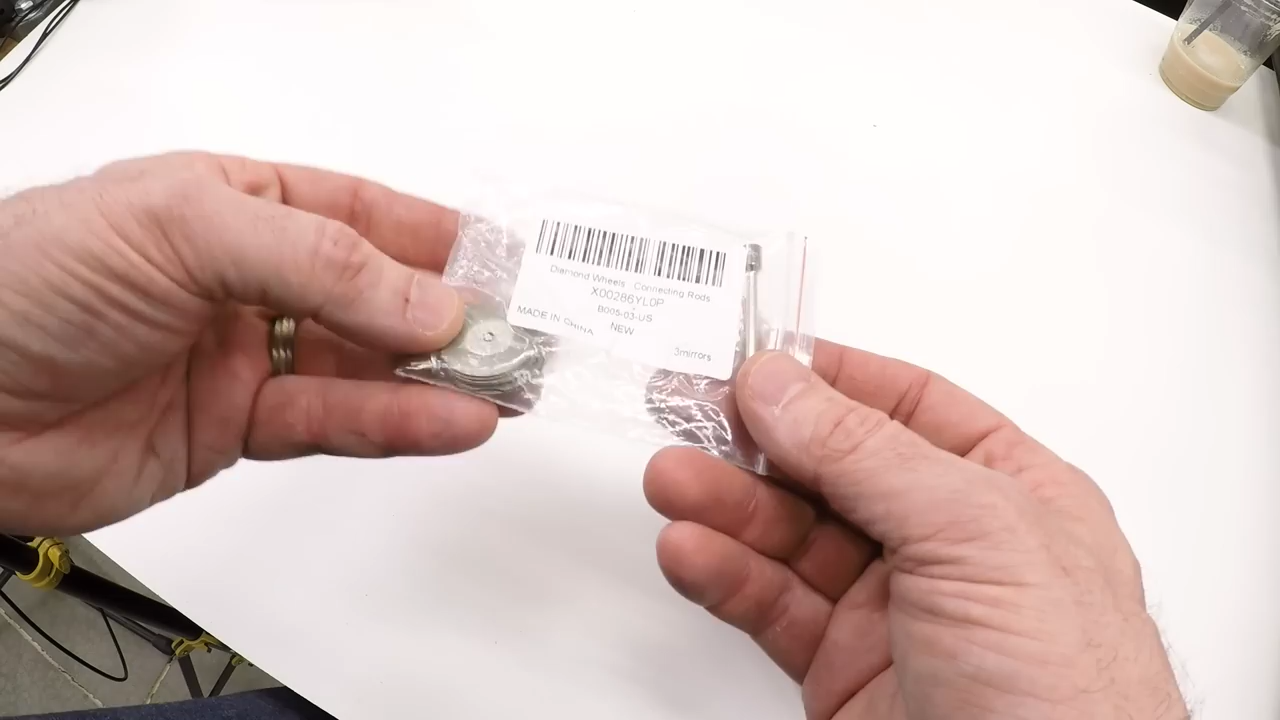 Diamond Wheels Connecting Rods
X00286YL0P
B005-03-US
MADE IN CHINA
NEW
3mirrors